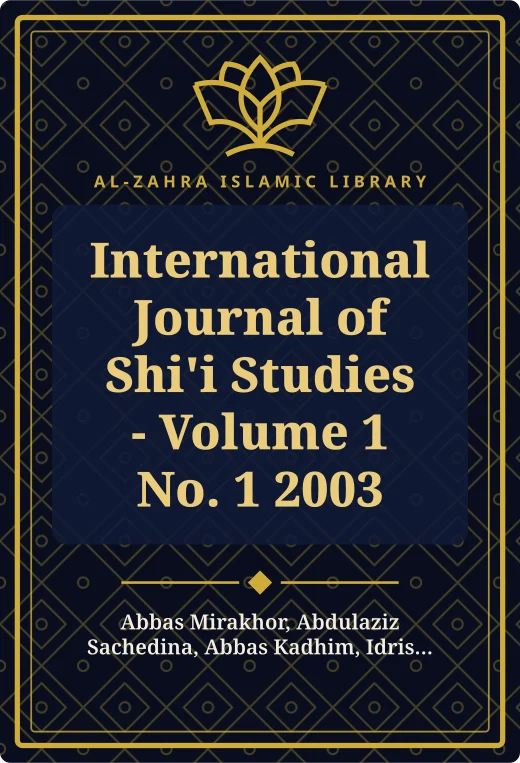 AL-ZAHRA ISLAMIC LIBRARY
International
Journal of
Shi'i Studies
- Volume 1
No. 1 2003
Abbas Mirakhor, Abdulaziz
Sachedina, Abbas Kadhim, Idris...